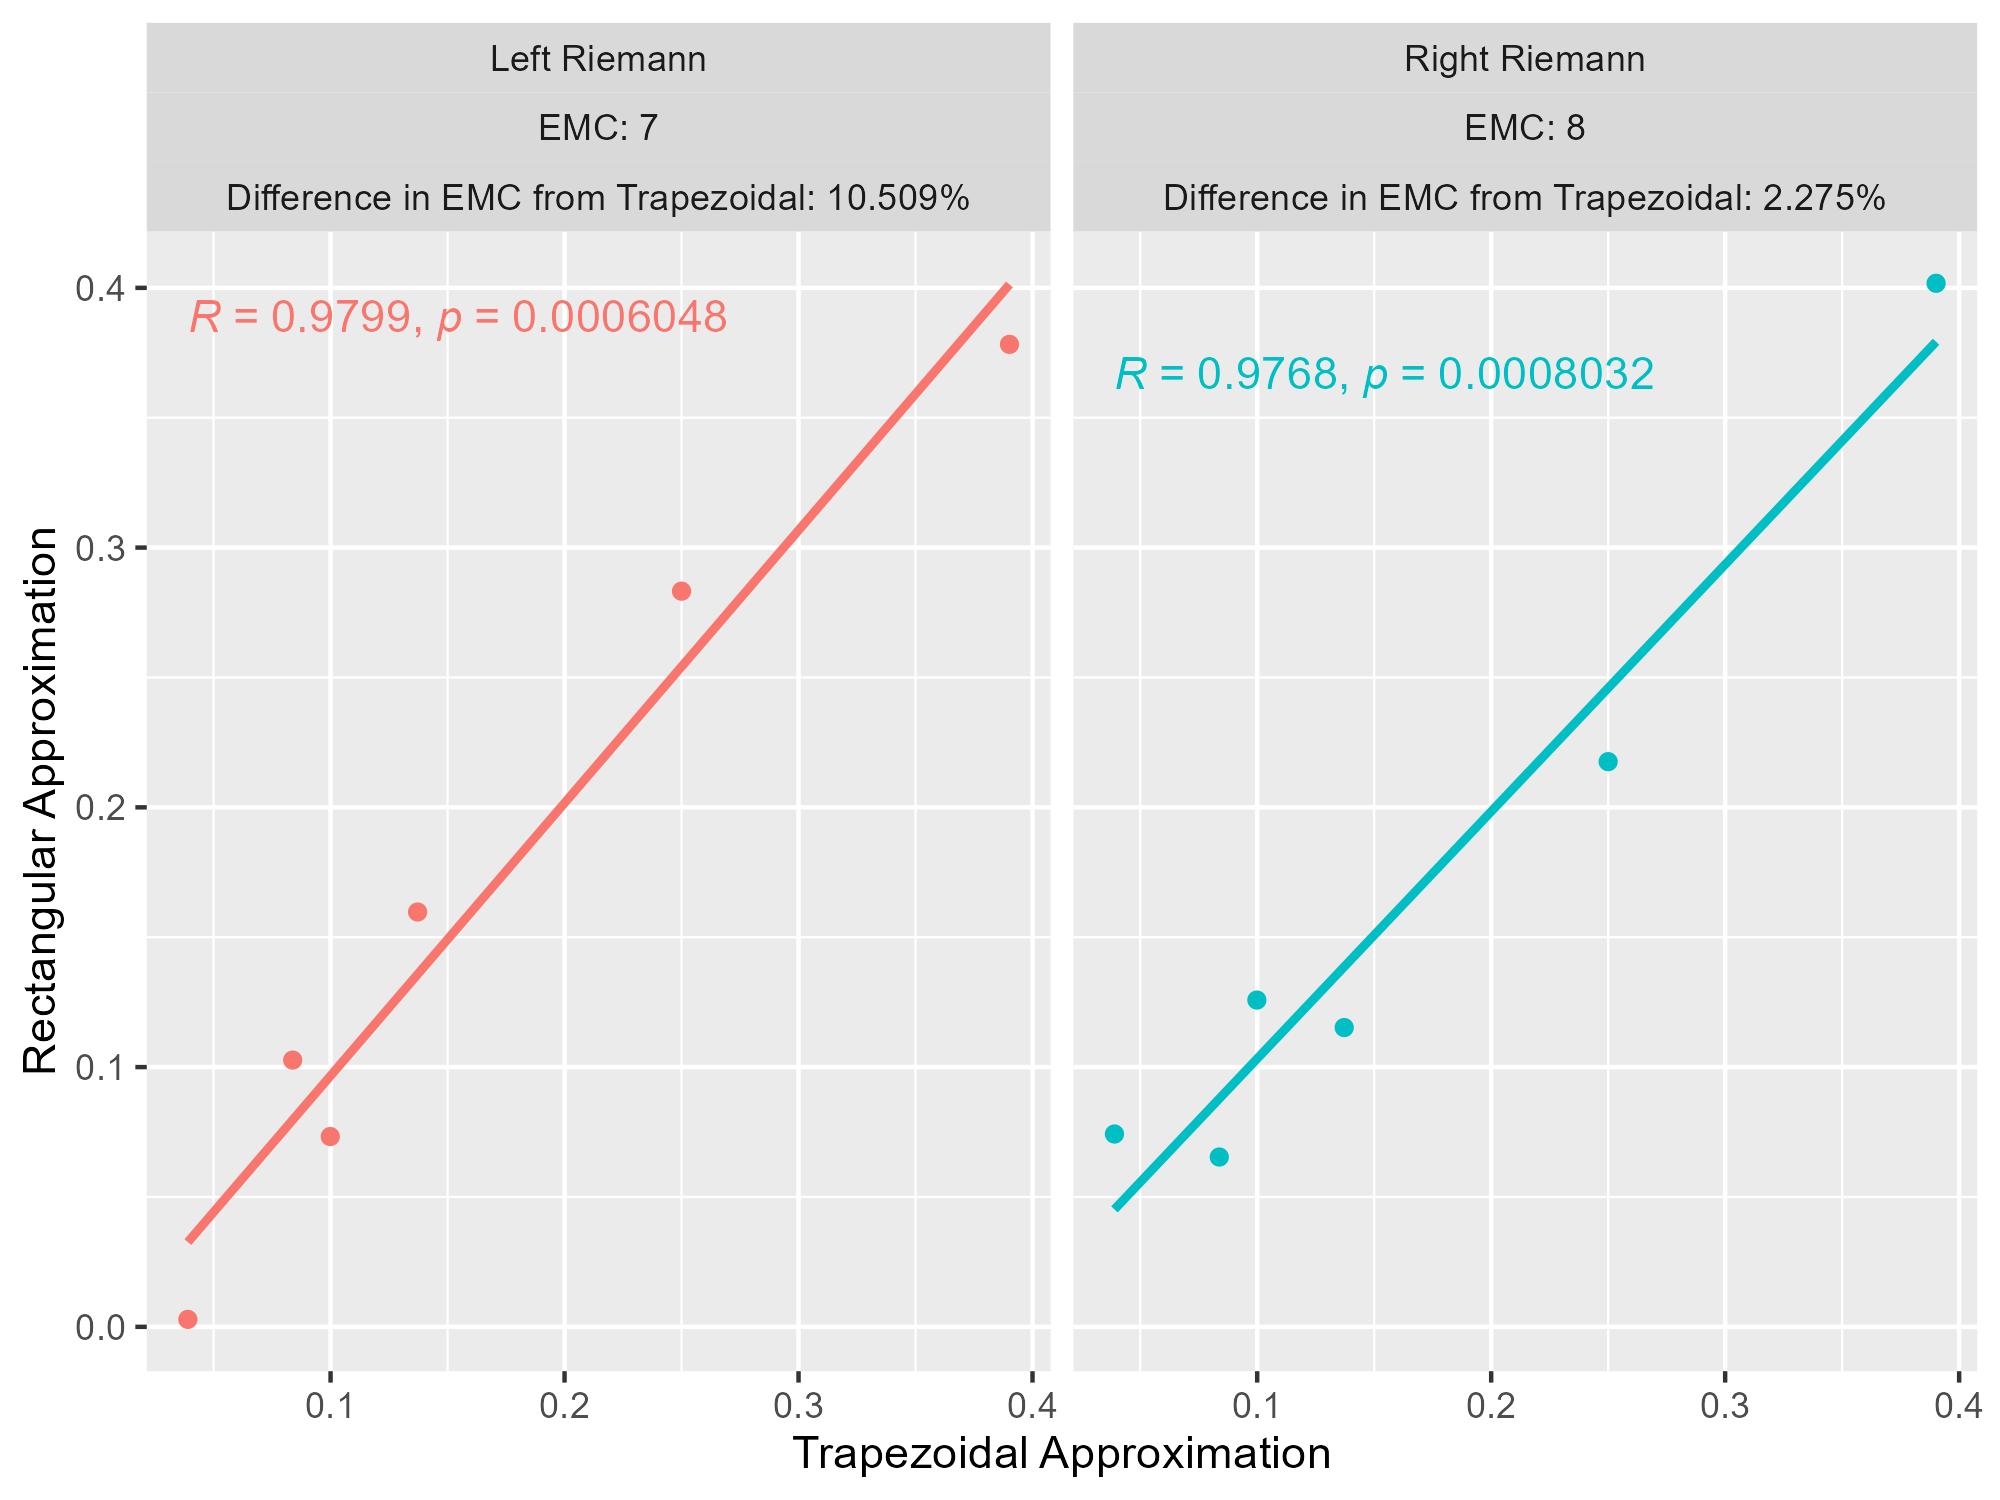 Left Riemann
EMC: 7
Difference in EMC from Trapezoidal: 10.509%
Right Riemann
EMC: 8
Difference in EMC from Trapezoidal: 2.275%
R = 0.9799, p = 0.0006048
R = 0.9768, p = 0.0008032
Rectangular Approximation
0.4
0.3
0.2
0.1
0.0
0.1 0.2 0.3 0.4
0.1 0.2 0.3 0.4
Trapezoidal Approximation